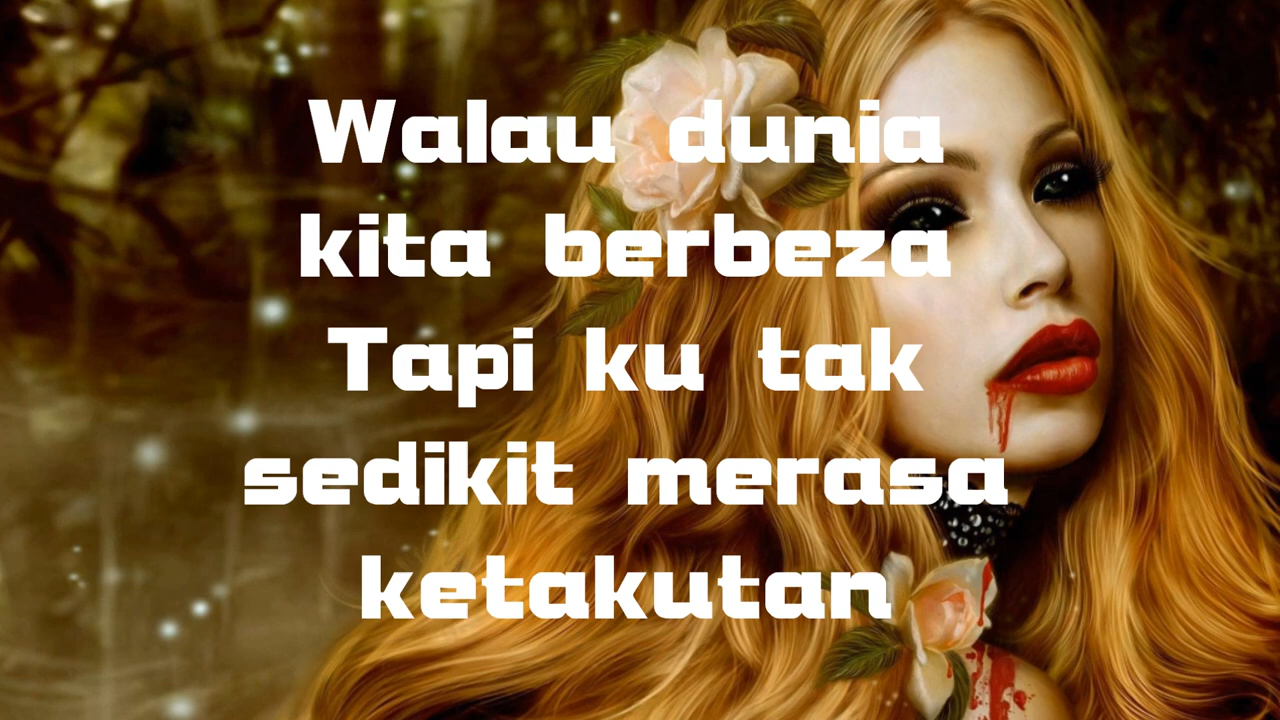 Walau dunia
kita berbeza
Tapi ku tak
sedikit merasa
ketakutan